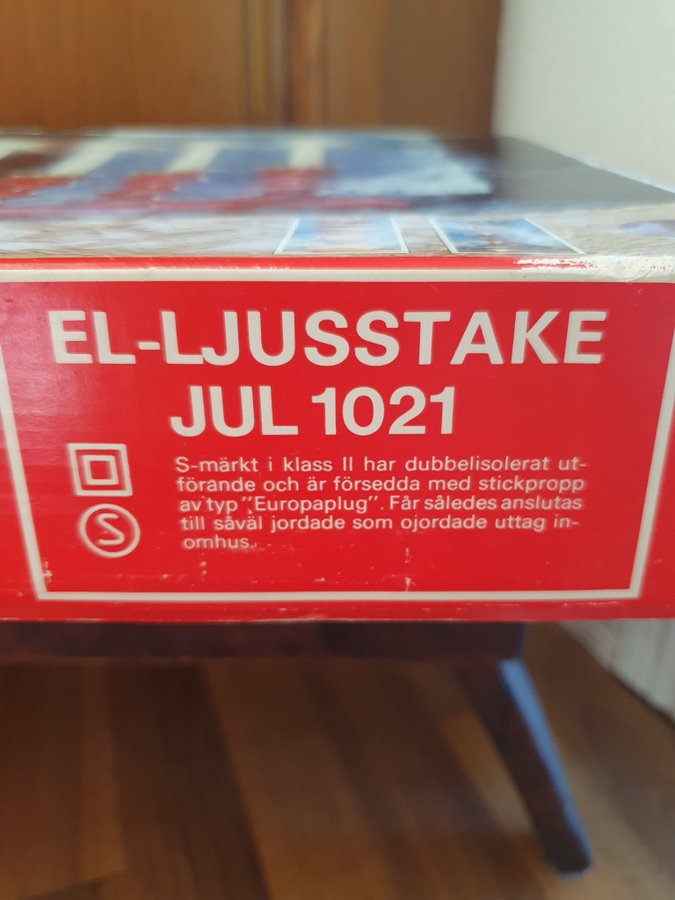 EL-LJUSSTAKE
JUL 1021
S-märkt i klass II har dubbelisolerat ut-
förande och är försedda med stickpropp
av typ "Europaplug". Får således anslutas
till såväl jordade som ojordade uttag in-
omhus.
S